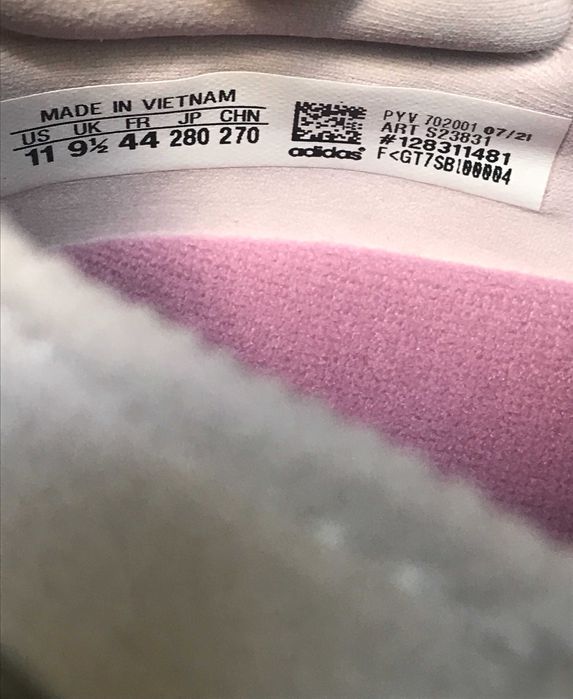 MADE IN VIETNAM
US UK FR JP CHN
11 9½ 44 280 270
adidas
PYV 702001 07/21
ART S23831
#128311481